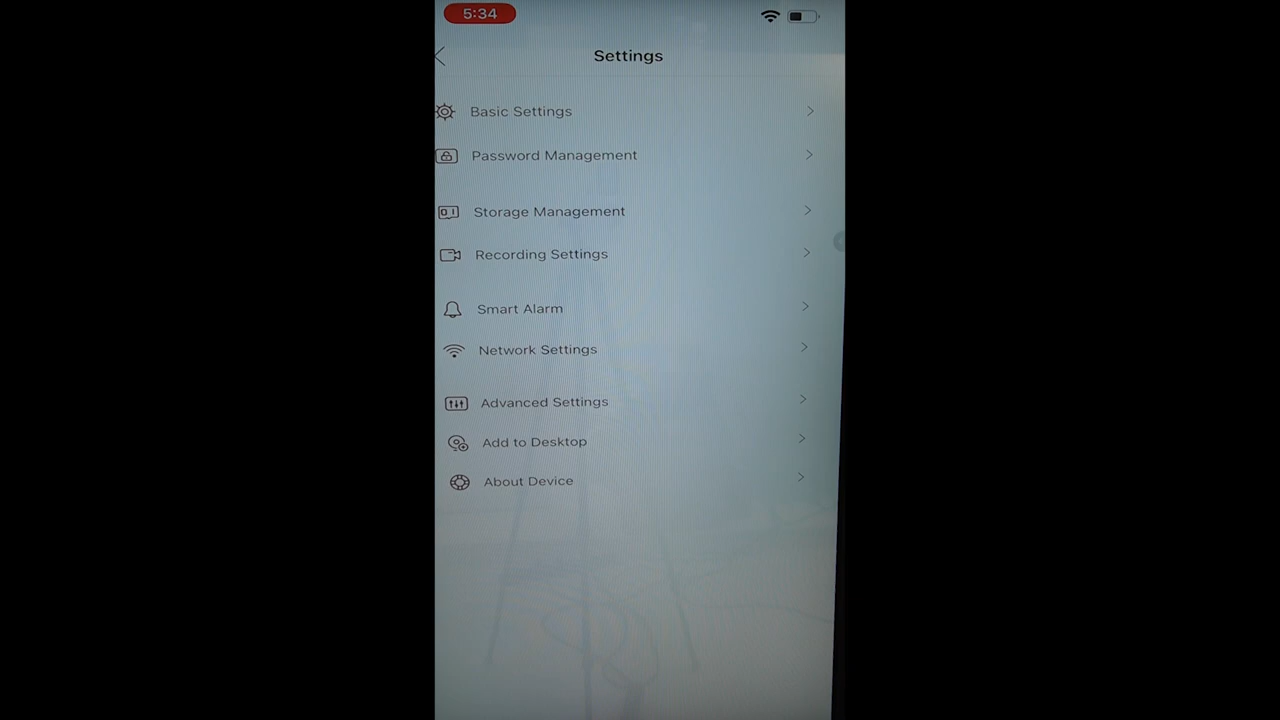 5:34
Settings
Basic Settings
Password Management
Storage Management
Recording Settings
Smart Alarm
Network Settings
Advanced Settings
Add to Desktop
About Device